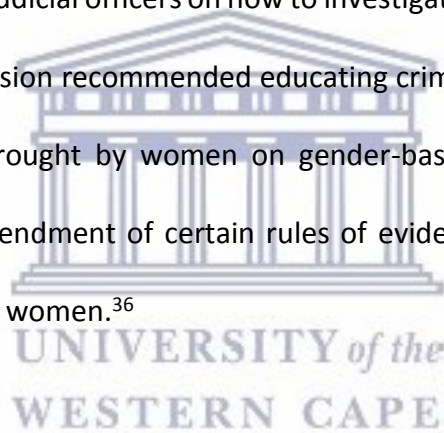 udicial officers on how to investigat
sion recommended educating crim
rought by women on gender-bas
endment of certain rules of evide
women.36
UNIVERSITY of the
WESTERN CAPE